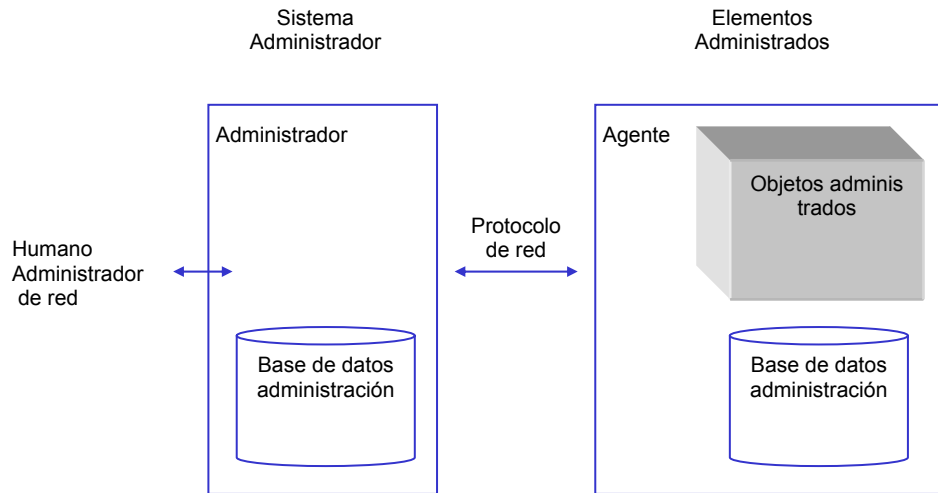 Sistema
Administrador
Elementos
Administrados
Administrador
Agente
Objetos adminis
trados
Protocolo
de red
Humano
Administrador
de red
Base de datos
administración
Base de datos
administración